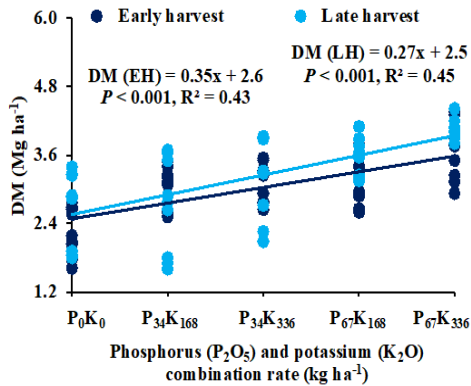 Early harvest
Late harvest
DM (LH) = 0.27x + 2.5
P < 0.001, R² = 0.45
DM (EH) = 0.35x + 2.6
P < 0.001, R² = 0.43
DM (Mg ha⁻¹)
6.0
4.8
3.6
2.4
1.2
P₀K₀
P₃₄K₁₆₈
P₃₄K₃₃₆
P₆₇K₁₆₈
P₆₇K₃₃₆
Phosphorus (P₂O₅) and potassium (K₂O)
combination rate (kg ha⁻¹)